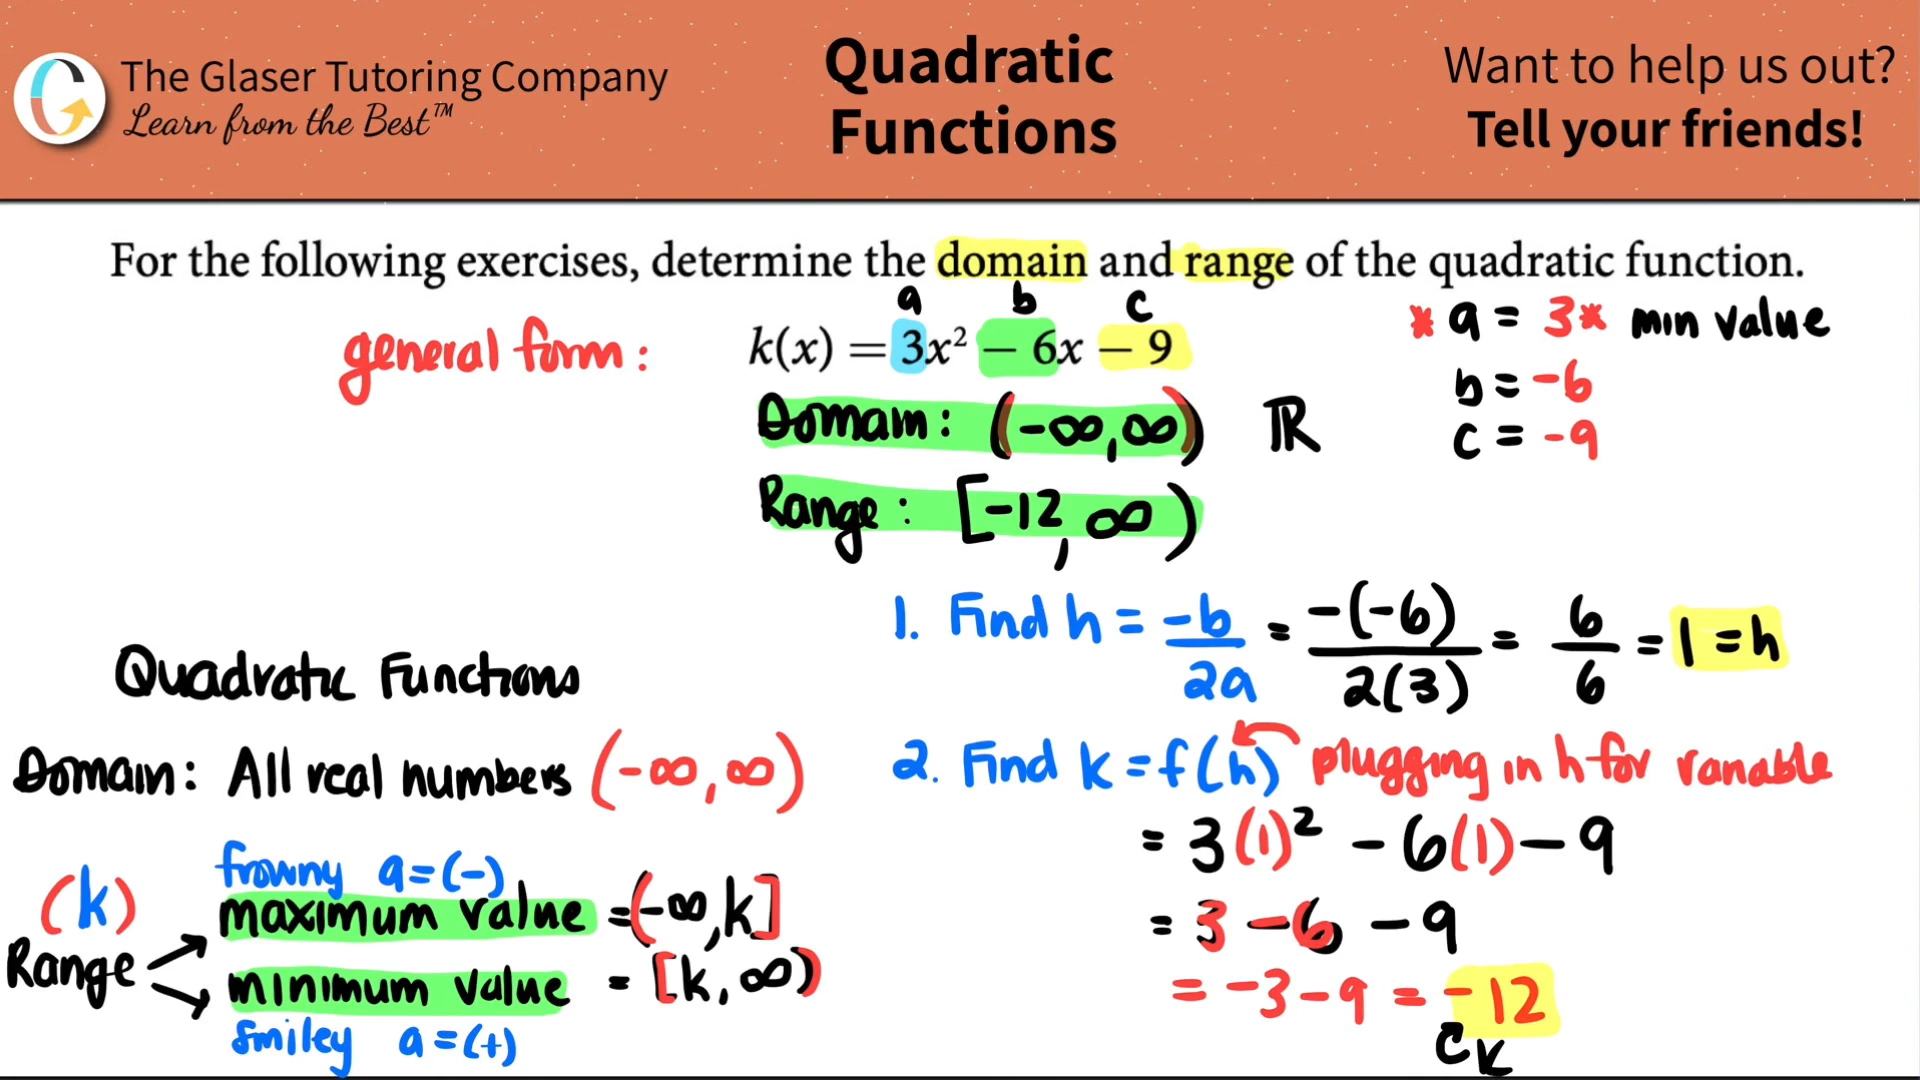 The Glaser Tutoring Company
Learn from the Best™
Quadratic
Functions
Want to help us out?
Tell your friends!
For the following exercises, determine the domain and range of the quadratic function.
a b c
general form: k(x) = 3x² − 6x − 9
* a = 3* min value
b = -6
c = -9
Domain: (-∞,∞) ℝ
Range: [-12, ∞)
1. Find h = -b/2a = -(-6)/2(3) = 6/6 = 1 = h
2. Find k = f(h) plugging in h for variable
= 3(1)² - 6(1) - 9
= 3 - 6 - 9
= -3 - 9 = -12
k
Quadratic Functions
Domain: All real numbers (-∞, ∞)
(k)
Range
frowny a = (-)
maximum value = (-∞, k]
minimum value = [k, ∞)
smiley a = (+)